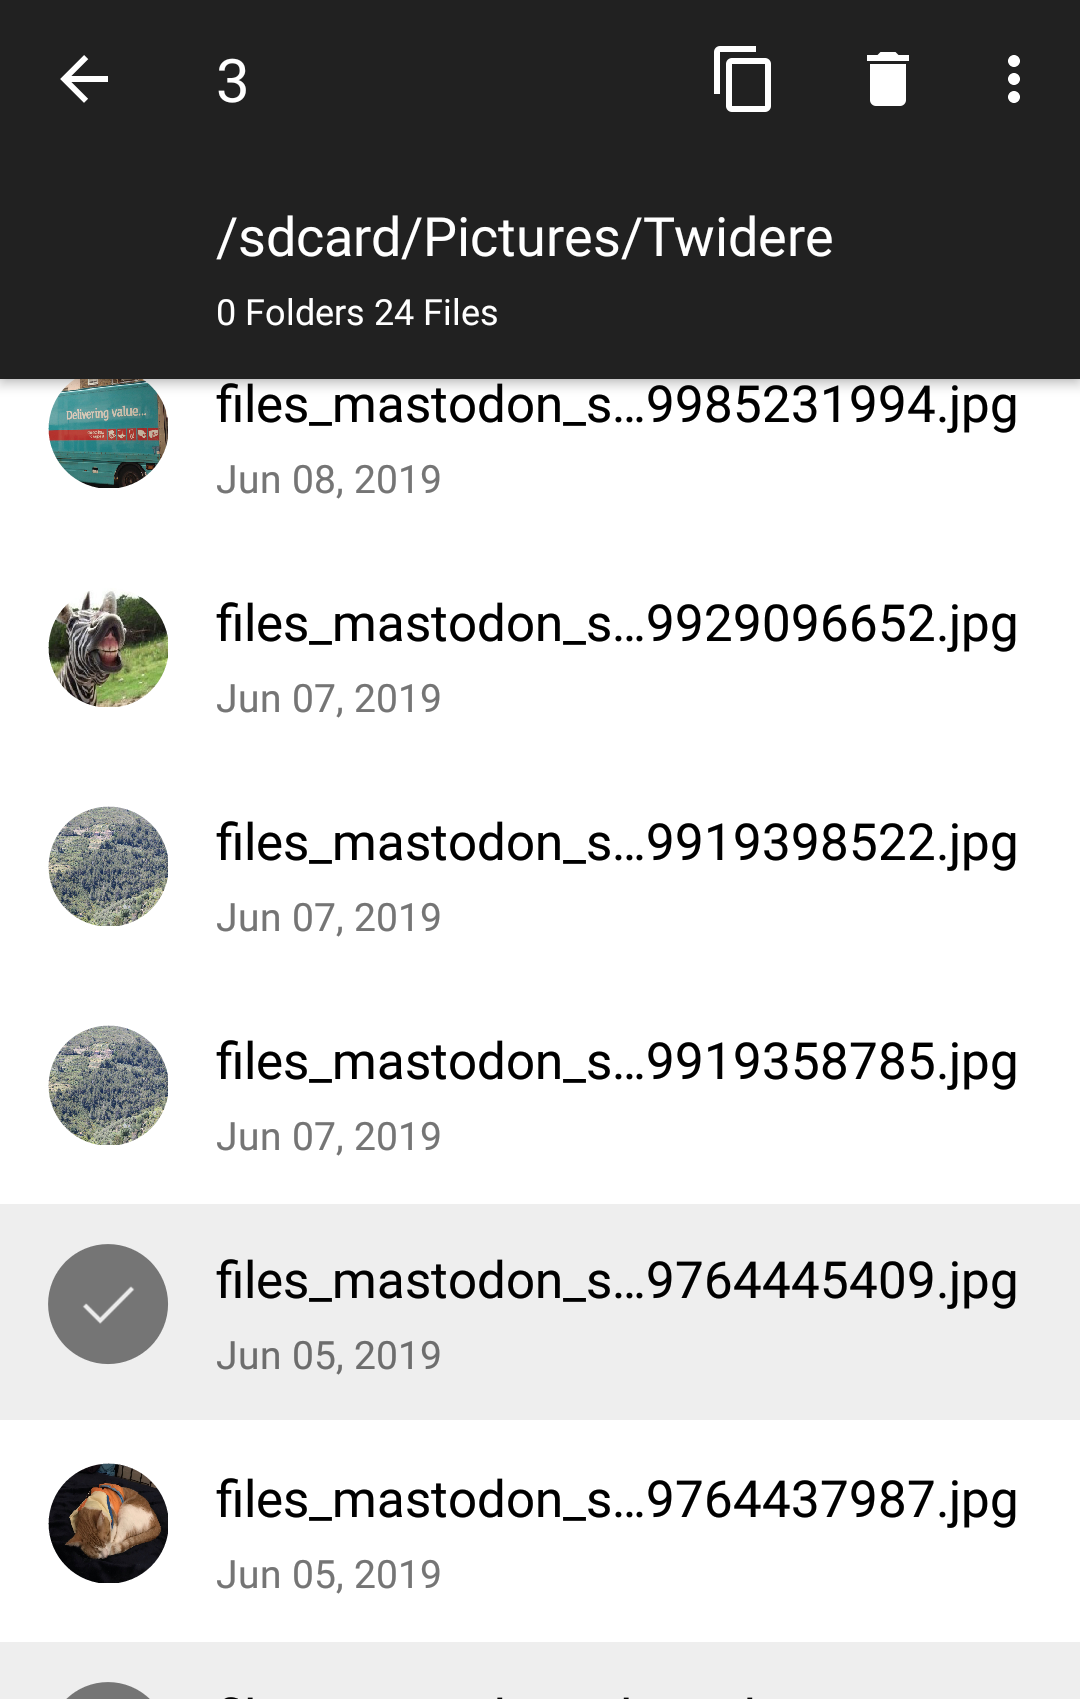 3
/sdcard/Pictures/Twidere
0 Folders 24 Files
Delivering value...
files_mastodon_s...9985231994.jpg
Jun 08, 2019
files_mastodon_s...9929096652.jpg
Jun 07, 2019
files_mastodon_s...9919398522.jpg
Jun 07, 2019
files_mastodon_s...9919358785.jpg
Jun 07, 2019
files_mastodon_s...9764445409.jpg
Jun 05, 2019
files_mastodon_s...9764437987.jpg
Jun 05, 2019